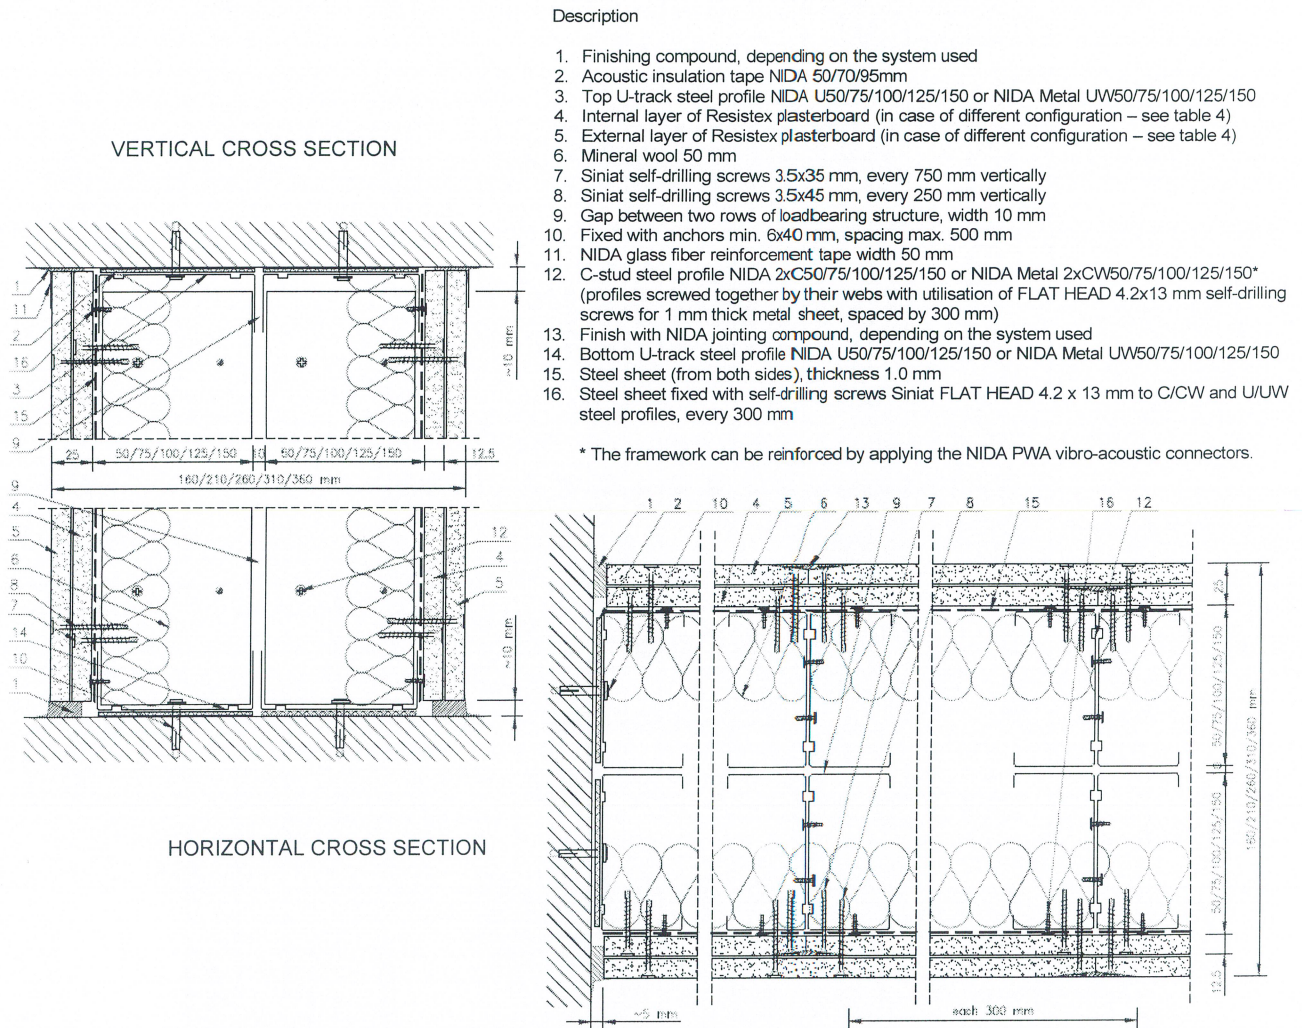 Description
1. Finishing compound, depending on the system used
2. Acoustic insulation tape NIDA 50/70/95mm
3. Top U-track steel profile NIDA U50/75/100/125/150 or NIDA Metal UW50/75/100/125/150
4. Internal layer of Resistex plasterboard (in case of different configuration – see table 4)
5. External layer of Resistex plasterboard (in case of different configuration – see table 4)
6. Mineral wool 50 mm
7. Siniat self-drilling screws 3.5x35 mm, every 750 mm vertically
8. Siniat self-drilling screws 3.5x45 mm, every 250 mm vertically
9. Gap between two rows of loadbearing structure, width 10 mm
10. Fixed with anchors min. 6x40 mm, spacing max. 500 mm
11. NIDA glass fiber reinforcement tape width 50 mm
12. C-stud steel profile NIDA 2xC50/75/100/125/150 or NIDA Metal 2xCW50/75/100/125/150*
(profiles screwed together by their webs with utilisation of FLAT HEAD 4.2x13 mm self-drilling
screws for 1 mm thick metal sheet, spaced by 300 mm)
13. Finish with NIDA jointing compound, depending on the system used
14. Bottom U-track steel profile NIDA U50/75/100/125/150 or NIDA Metal UW50/75/100/125/150
15. Steel sheet (from both sides), thickness 1.0 mm
16. Steel sheet fixed with self-drilling screws Siniat FLAT HEAD 4.2 x 13 mm to C/CW and U/UW
steel profiles, every 300 mm
* The framework can be reinforced by applying the NIDA PWA vibro-acoustic connectors.
VERTICAL CROSS SECTION
1
11
2
16
3
15
9
~10 mm
25
50/75/100/125/150
10
50/75/100/125/150
12.5
160/210/260/310/360 mm
9
4
5
6
8
7
14
10
1
12
4
5
~10 mm
HORIZONTAL CROSS SECTION
1 2 10 4 5 6 13 9 7 8 15 16 12
25
50/75/100/125/150
50/75/100/125/150
12.5
160/210/260/310/360 mm
~5 mm
each 300 mm